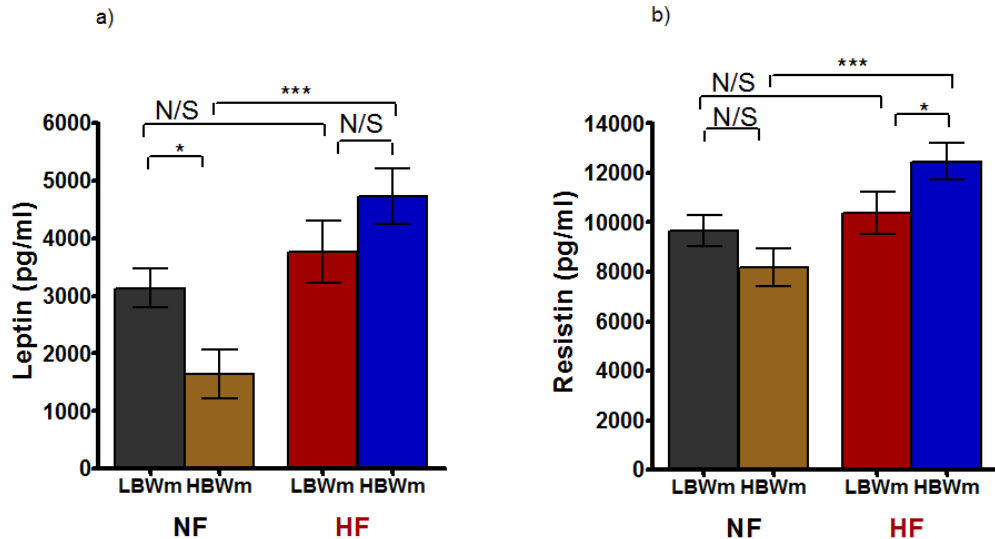 a)
***
N/S
N/S
*
6000
5000
4000
3000
2000
1000
0
Leptin (pg/ml)
LBWm HBWm LBWm HBWm
NF HF
b)
***
N/S
*
N/S
14000
12000
10000
8000
6000
4000
2000
0
Resistin (pg/ml)
LBWm HBWm LBWm HBWm
NF HF